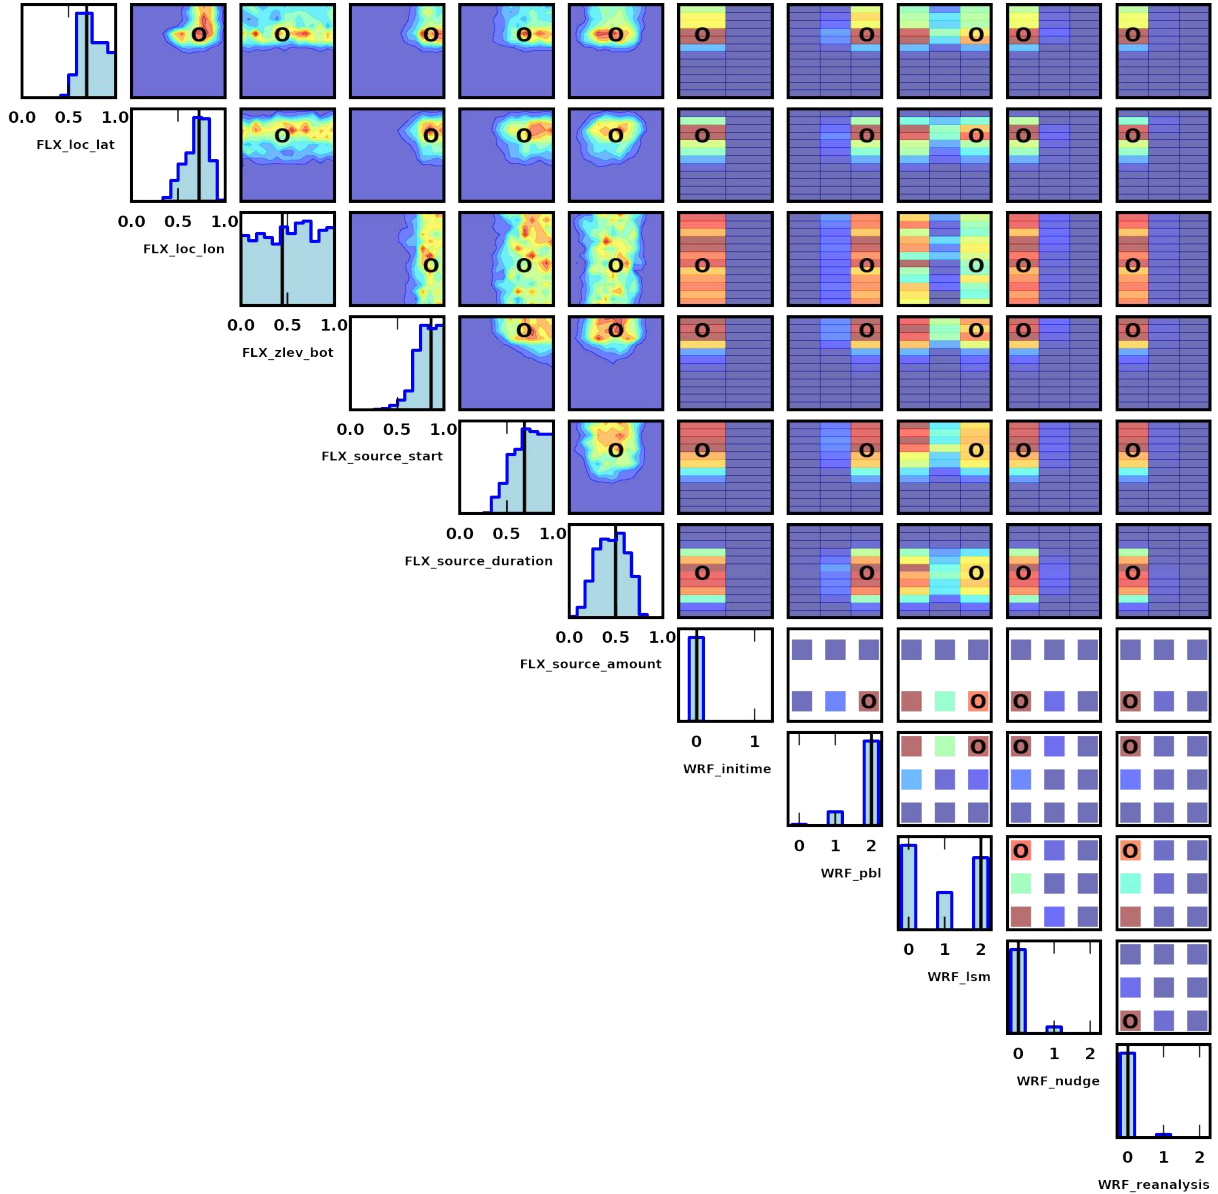 O O O O O O O O O O
0.0 0.5 1.0
FLX_loc_lat
O O O O O O O O O
0.0 0.5 1.0
FLX_loc_lon
O O O O O O O O
0.0 0.5 1.0
FLX_zlev_bot
O O O O O O O
0.0 0.5 1.0
FLX_source_start
O O O O O O
0.0 0.5 1.0
FLX_source_duration
O O O O O
0.0 0.5 1.0
FLX_source_amount
O O O O
0 1
WRF_initime
O O O
0 1 2
WRF_pbl
O O
0 1 2
WRF_lsm
O
0 1 2
WRF_nudge
0 1 2
WRF_reanalysis